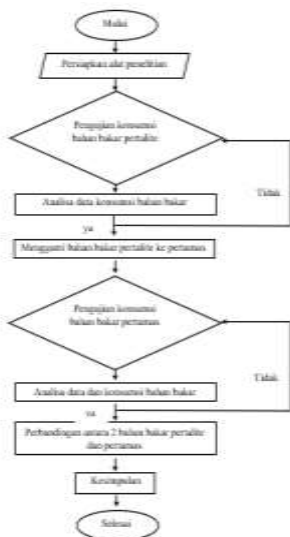 Mulai
Persiapkan alat penelitian
Pengujian konsumsi
bahan bakar pertalite
Analisa data konsumsi bahan bakar
Tidak
ya
Mengganti bahan bakar pertalite ke pertamax
Pengujian konsumsi
bahan bakar pertamax
Tidak
Analisa data dan konsumsi bahan bakar
ya
Perbandingan antara 2 bahan bakar pertalite
dan pertamax
Kesimpulan
Selesai